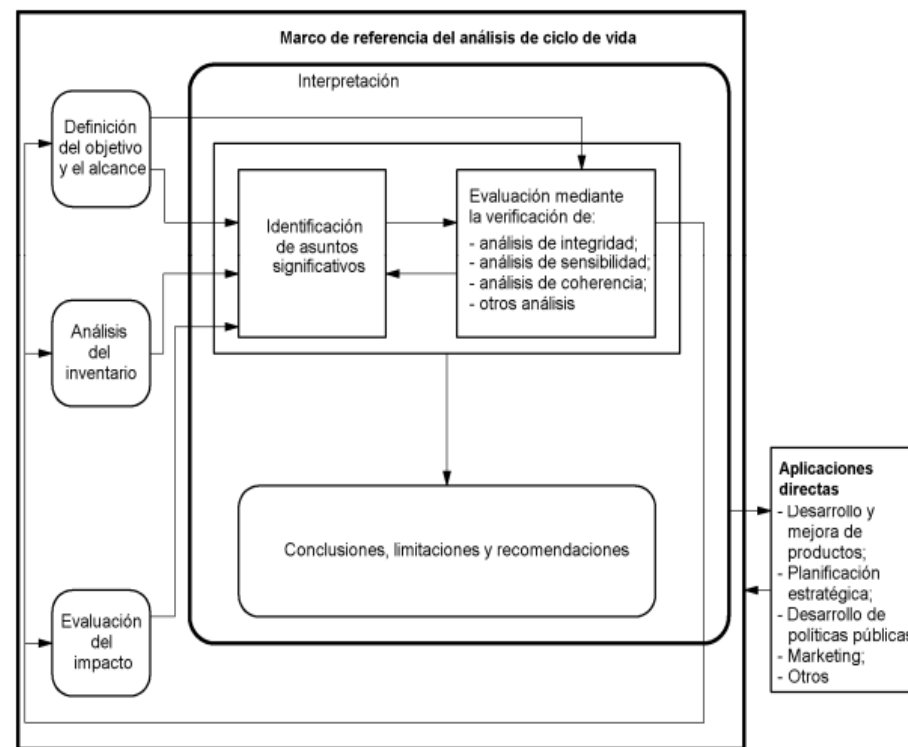 Marco de referencia del análisis de ciclo de vida
Interpretación
Definición
del objetivo
y el alcance
Identificación
de asuntos
significativos
Evaluación mediante
la verificación de:
- análisis de integridad;
- análisis de sensibilidad;
- análisis de coherencia;
- otros análisis
Análisis
del
inventario
Conclusiones, limitaciones y recomendaciones
Evaluación
del
impacto
Aplicaciones
directas
- Desarrollo y
mejora de
productos;
- Planificación
estratégica;
- Desarrollo de
políticas públicas
- Marketing;
- Otros